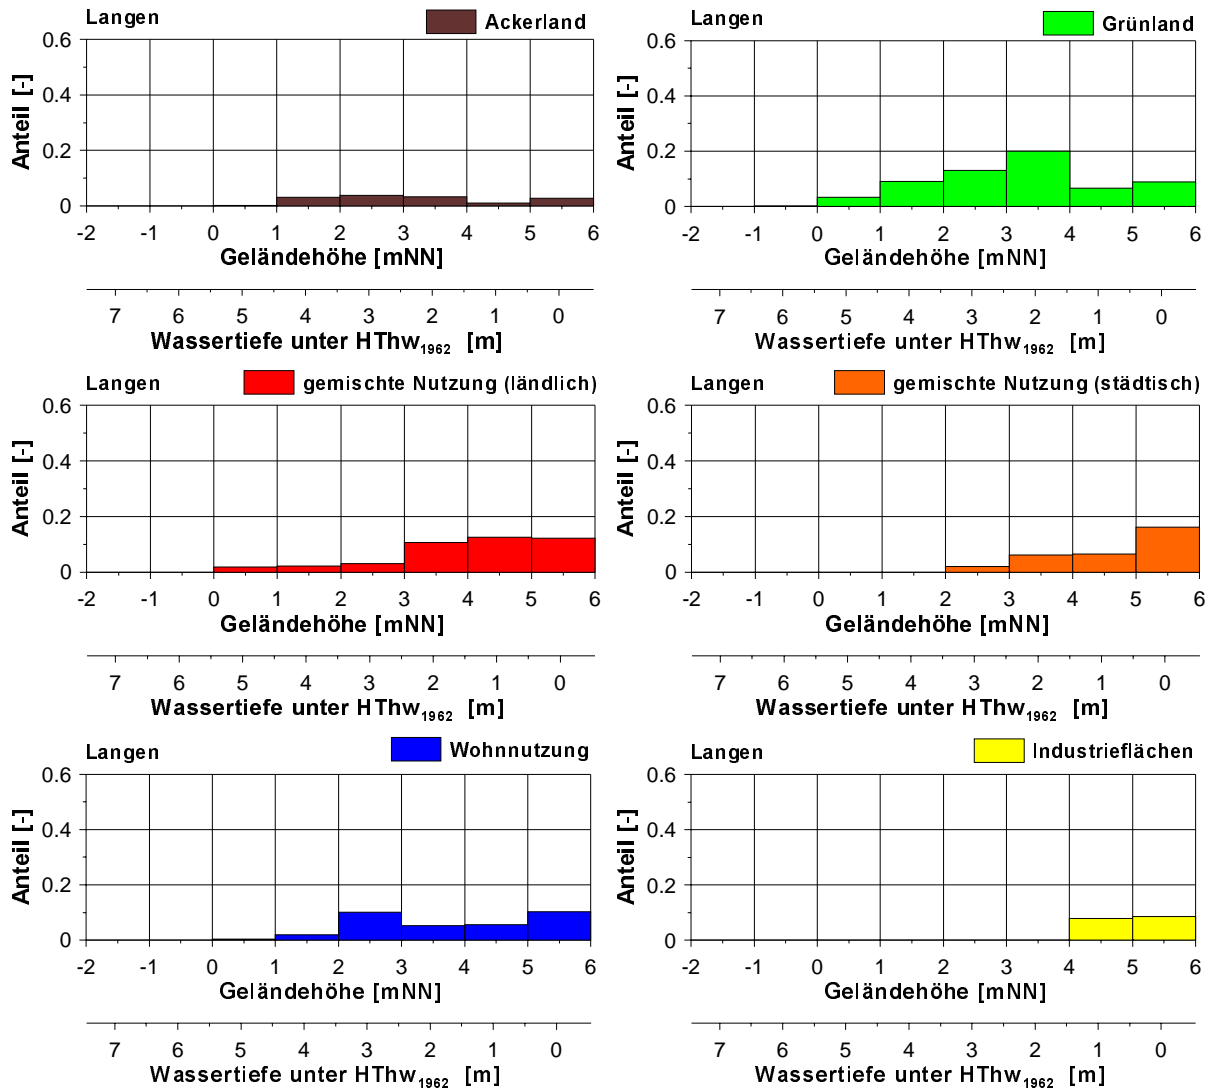 Langen
Ackerland
0.6
0.4
0.2
0
Anteil [-]
-2 -1 0 1 2 3 4 5 6
Geländehöhe [mNN]
7 6 5 4 3 2 1 0
Wassertiefe unter HThw1962 [m]
Langen
Grünland
0.6
0.4
0.2
0
Anteil [-]
-2 -1 0 1 2 3 4 5 6
Geländehöhe [mNN]
7 6 5 4 3 2 1 0
Wassertiefe unter HThw1962 [m]
Langen
gemischte Nutzung (ländlich)
0.6
0.4
0.2
0
Anteil [-]
-2 -1 0 1 2 3 4 5 6
Geländehöhe [mNN]
7 6 5 4 3 2 1 0
Wassertiefe unter HThw1962 [m]
Langen
gemischte Nutzung (städtisch)
0.6
0.4
0.2
0
Anteil [-]
-2 -1 0 1 2 3 4 5 6
Geländehöhe [mNN]
7 6 5 4 3 2 1 0
Wassertiefe unter HThw1962 [m]
Langen
Wohnnutzung
0.6
0.4
0.2
0
Anteil [-]
-2 -1 0 1 2 3 4 5 6
Geländehöhe [mNN]
7 6 5 4 3 2 1 0
Wassertiefe unter HThw1962 [m]
Langen
Industrieflächen
0.6
0.4
0.2
0
Anteil [-]
-2 -1 0 1 2 3 4 5 6
Geländehöhe [mNN]
7 6 5 4 3 2 1 0
Wassertiefe unter HThw1962 [m]